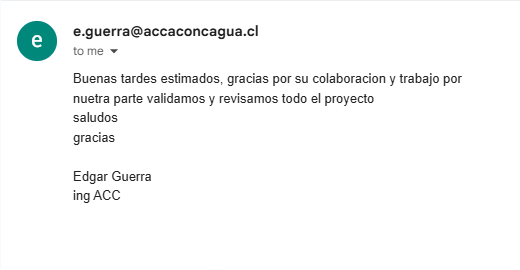 e
e.guerra@accaconcagua.cl
to me
Buenas tardes estimados, gracias por su colaboracion y trabajo por
nuetra parte validamos y revisamos todo el proyecto
saludos
gracias
Edgar Guerra
ing ACC